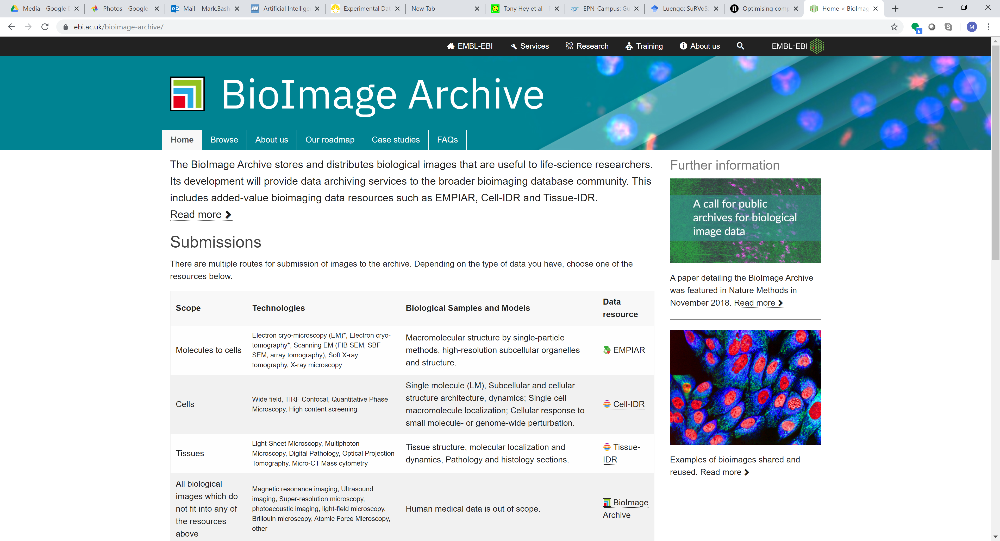 Media - Google D
Photos - Google
Mail – Mark.Bash
Artificial Intellige
Experimental Dat
New Tab
Tony Hey et al - F
EPN-Campus: Gu
Luengo: SuRVoS:
Optimising comp
Home < BioImag
ebi.ac.uk/bioimage-archive/
6
S
M
EMBL-EBI
Services
Research
Training
About us
EMBL-EBI
BioImage Archive
Home
Browse
About us
Our roadmap
Case studies
FAQs
The BioImage Archive stores and distributes biological images that are useful to life-science researchers.
Its development will provide data archiving services to the broader bioimaging database community. This
includes added-value bioimaging data resources such as EMPIAR, Cell-IDR and Tissue-IDR.
Read more
Submissions
There are multiple routes for submission of images to the archive. Depending on the type of data you have, choose one of the
resources below.
Scope
Technologies
Biological Samples and Models
Data
resource
Molecules to cells
Electron cryo-microscopy (EM)*, Electron cryo-
tomography*, Scanning EM (FIB SEM, SBF
SEM, array tomography), Soft X-ray
tomography, X-ray microscopy
Macromolecular structure by single-particle
methods, high-resolution subcellular organelles
and structure.
EMPIAR
Cells
Wide field, TIRF Confocal, Quantitative Phase
Microscopy, High content screening
Single molecule (LM), Subcellular and cellular
structure architecture, dynamics; Single cell
macromolecule localization; Cellular response to
small molecule- or genome-wide perturbation.
Cell-IDR
Tissues
Light-Sheet Microscopy, Multiphoton
Microscopy, Digital Pathology, Optical Projection
Tomography, Micro-CT Mass cytometry
Tissue structure, molecular localization and
dynamics, Pathology and histology sections.
Tissue-
IDR
All biological
images which do
not fit into any of
the resources
above
Magnetic resonance imaging, Ultrasound
imaging, Super-resolution microscopy,
photoacoustic imaging, light-field microscopy,
Brillouin microscopy, Atomic Force Microscopy,
other
Human medical data is out of scope.
BioImage
Archive
Further information
A call for public
archives for biological
image data
A paper detailing the BioImage Archive
was featured in Nature Methods in
November 2018. Read more
Examples of bioimages shared and
reused. Read more